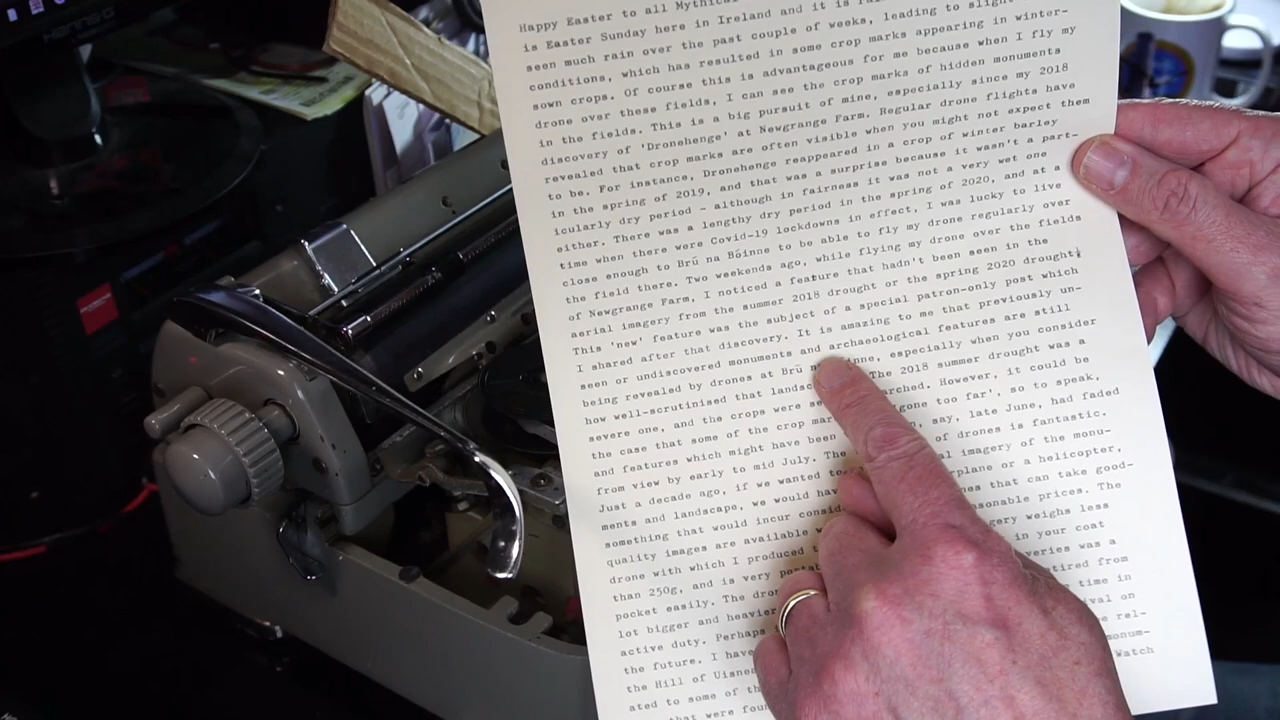 Happy Easter to all Mythical
is Easter Sunday here in Ireland and it is
seen much rain over the past couple of weeks, leading to
conditions, which has resulted in some crop marks appearing in winter-
sown crops. Of course this is advantageous for me because when I fly my
drone over these fields, I can see the crop marks of hidden monuments
in the fields. This is a big pursuit of mine, especially since my 2018
discovery of 'Dronehenge' at Newgrange Farm. Regular drone flights have
revealed that crop marks are often visible when you might not expect them
to be. For instance, Dronehenge reappeared in a crop of winter barley
in the spring of 2019, and that was a surprise because it wasn't a part-
icularly dry period - although in fairness it was not a very wet one
either. There was a lengthy dry period in the spring of 2020, and at a
time when there were Covid-19 lockdowns in effect, I was lucky to live
close enough to Brú na Bóinne to be able to fly my drone regularly over
the field there. Two weekends ago, while flying my drone over the fields
of Newgrange Farm, I noticed a feature that hadn't been seen in the
aerial imagery from the summer 2018 drought or the spring 2020 drought.
This 'new' feature was the subject of a special patron-only post which
I shared after that discovery. It is amazing to me that previously un-
seen or undiscovered monuments and archaeological features are still
being revealed by drones at Brú especially when you consider
how well-scrutinised that The 2018 summer drought was a
severe one, and the crops were However, it could be
the case that some of the crop gone too far', so to speak,
and features which might have been say, late June, had faded
from view by early to mid July. of drones is fantastic.
Just a decade ago, if we wanted imagery of the monu-
ments and landscape, we would or a helicopter,
something that would incur that can take good-
quality images are available prices. The
drone with which I produced weighs less
than 250g, and is very in your coat
pocket easily. The was a
lot bigger and heavier from
active duty. Perhaps time in
the future. I have on
the Hill of rel-
ated to some of
that were Watch